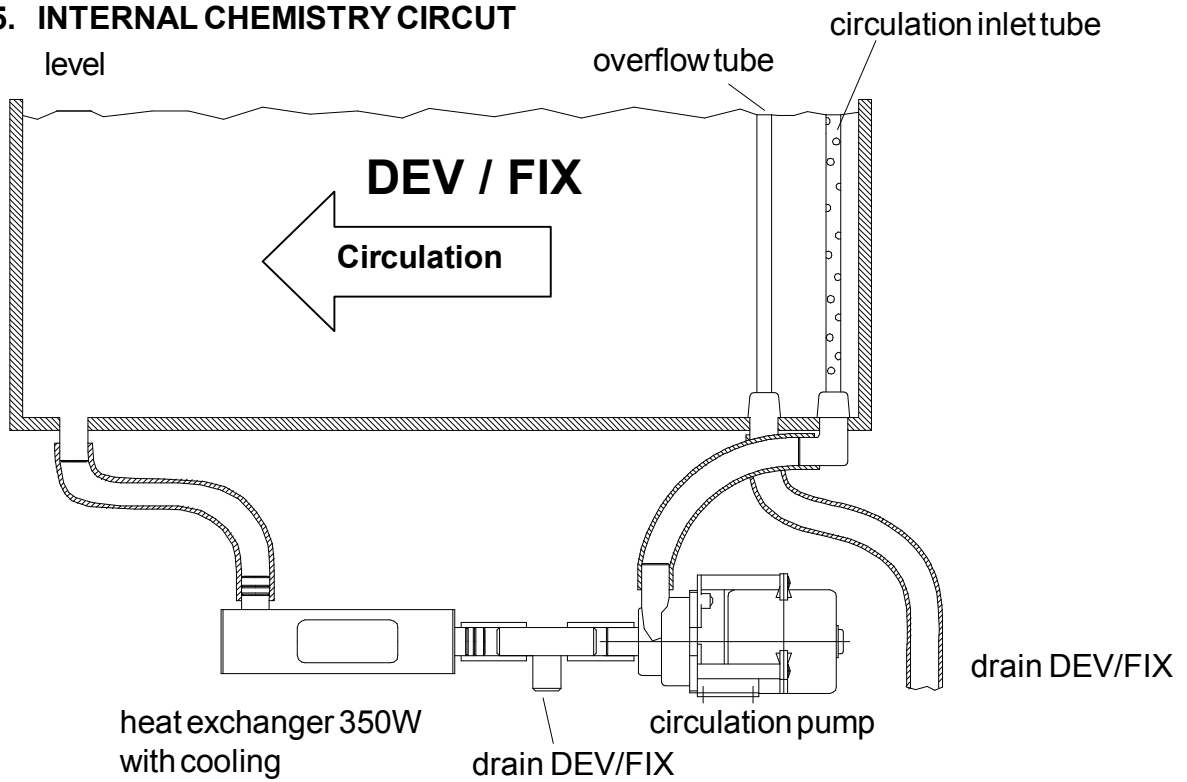 5. INTERNAL CHEMISTRY CIRCUT
circulation inlet tube
level
overflow tube
DEV / FIX
Circulation
drain DEV/FIX
heat exchanger 350W
with cooling
circulation pump
drain DEV/FIX